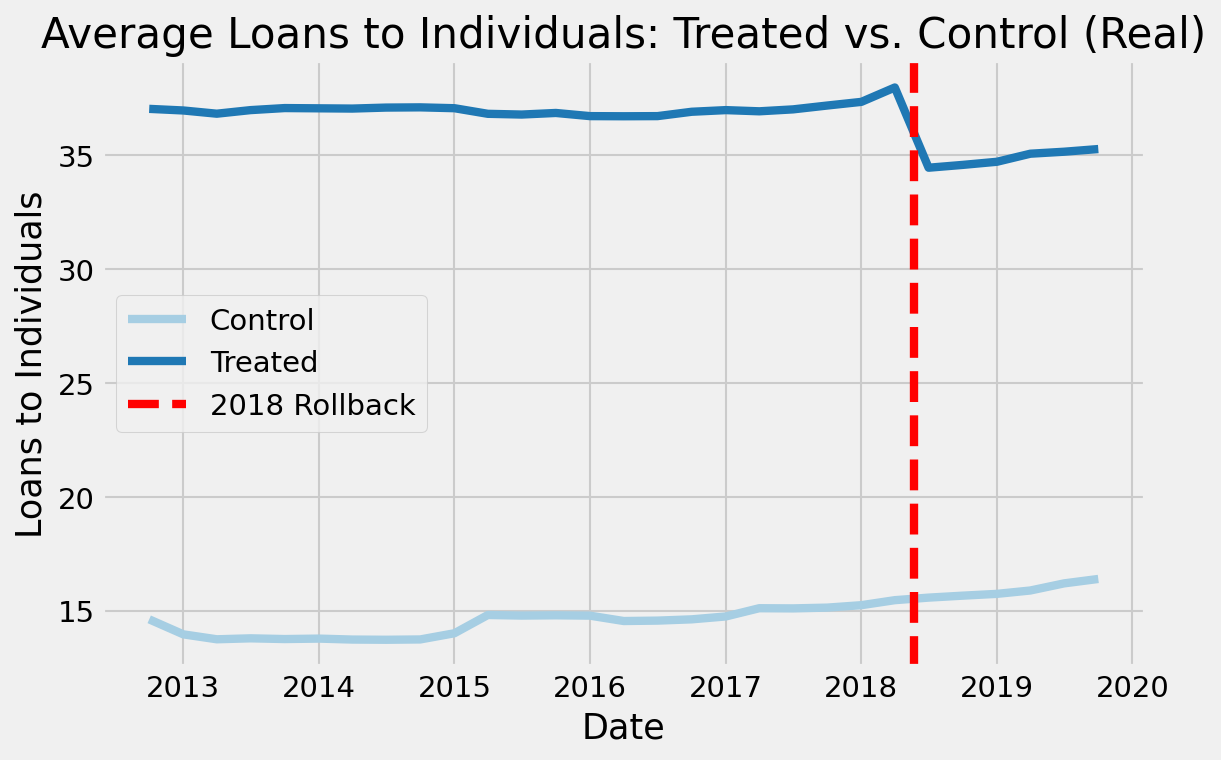 Average Loans to Individuals: Treated vs. Control (Real)
Loans to Individuals
35
30
25
20
15
Control
Treated
2018 Rollback
2013 2014 2015 2016 2017 2018 2019 2020
Date